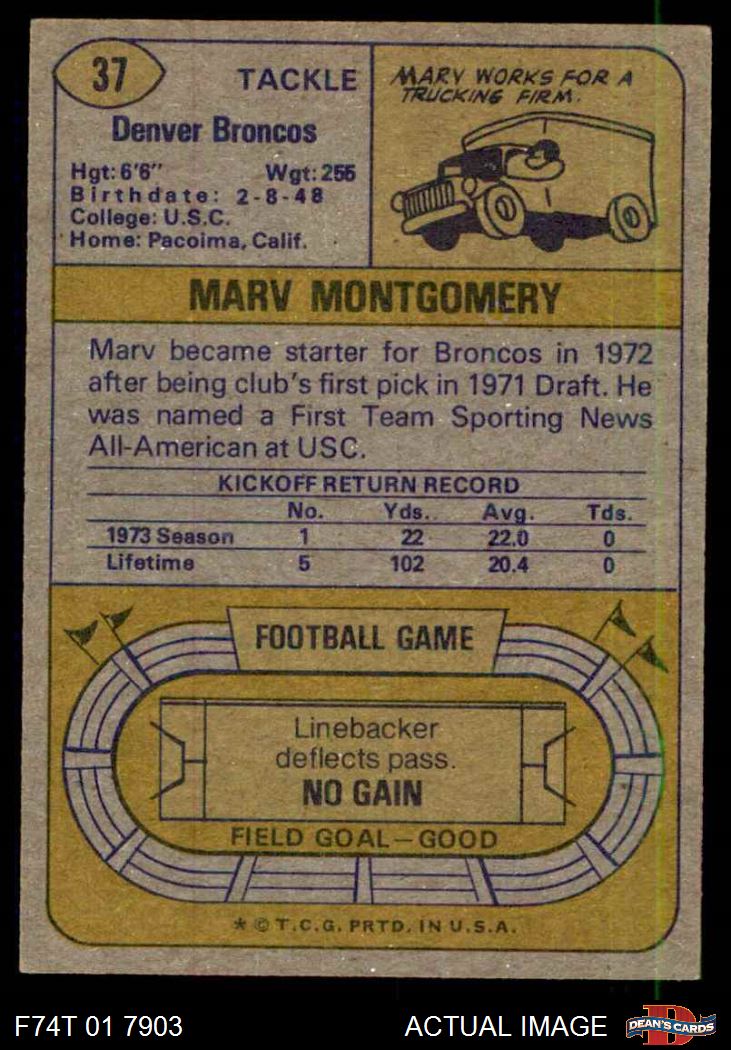 37
TACKLE
Denver Broncos
Hgt: 6'6" Wgt: 255
Birthdate: 2-8-48
College: U.S.C.
Home: Pacoima, Calif.
MARV WORKS FOR A
TRUCKING FIRM.
MARV MONTGOMERY
Marv became starter for Broncos in 1972
after being club's first pick in 1971 Draft. He
was named a First Team Sporting News
All-American at USC.
KICKOFF RETURN RECORD
No. Yds. Avg. Tds.
1973 Season 1 22 22.0 0
Lifetime 5 102 20.4 0
FOOTBALL GAME
Linebacker
deflects pass.
NO GAIN
FIELD GOAL—GOOD
* © T.C.G. PRTD. IN U.S.A.
F74T 01 7903 ACTUAL IMAGE
D
DEAN'S CARDS